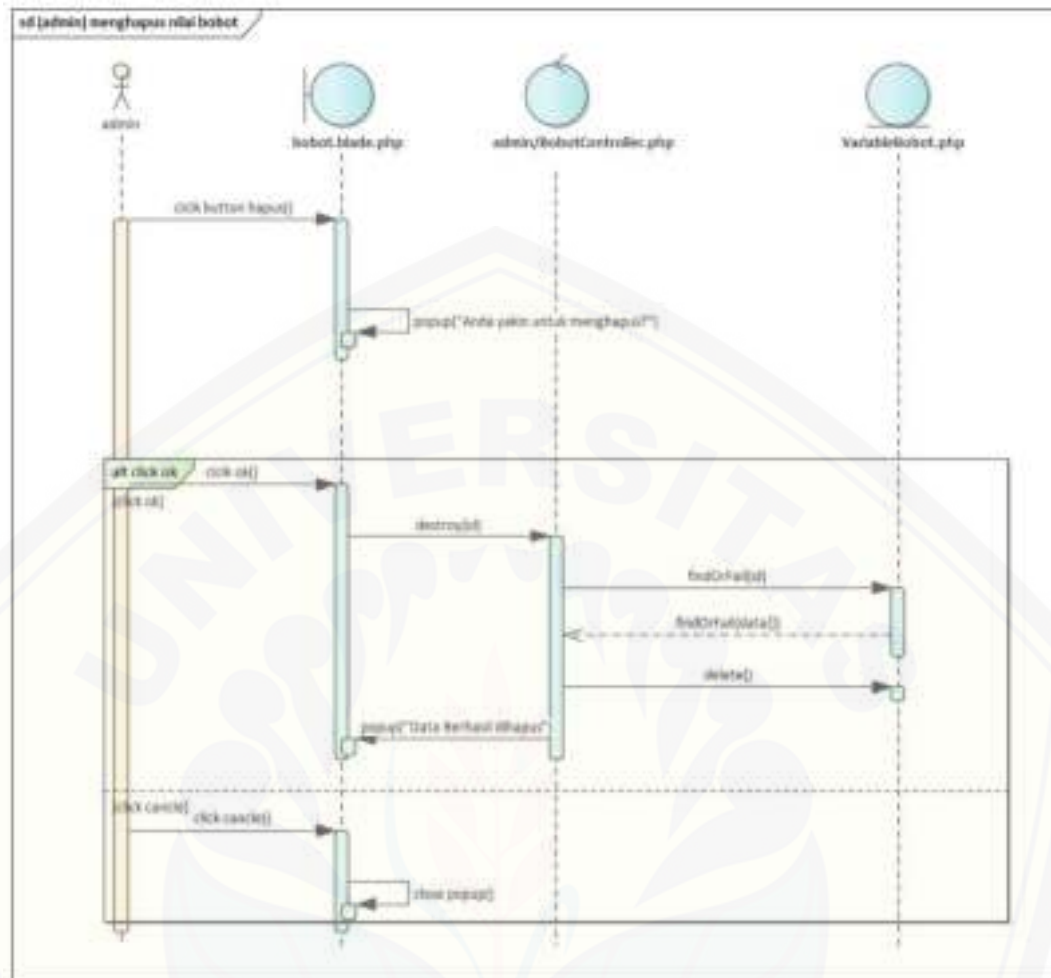 sd (admin) menghapus nilai bobot
admin
bobot.blade.php
admin/BobotController.php
VariableBobot.php
click button hapus()
popup("Anda yakin untuk menghapus?")
alt click ok
click ok()
[click ok]
destroy(id)
findOrFail(id)
findOrFail(data())
delete()
popup("Data Berhasil dihapus"
[click cancle]
click cancle()
close popup()
UNIVERSITAS